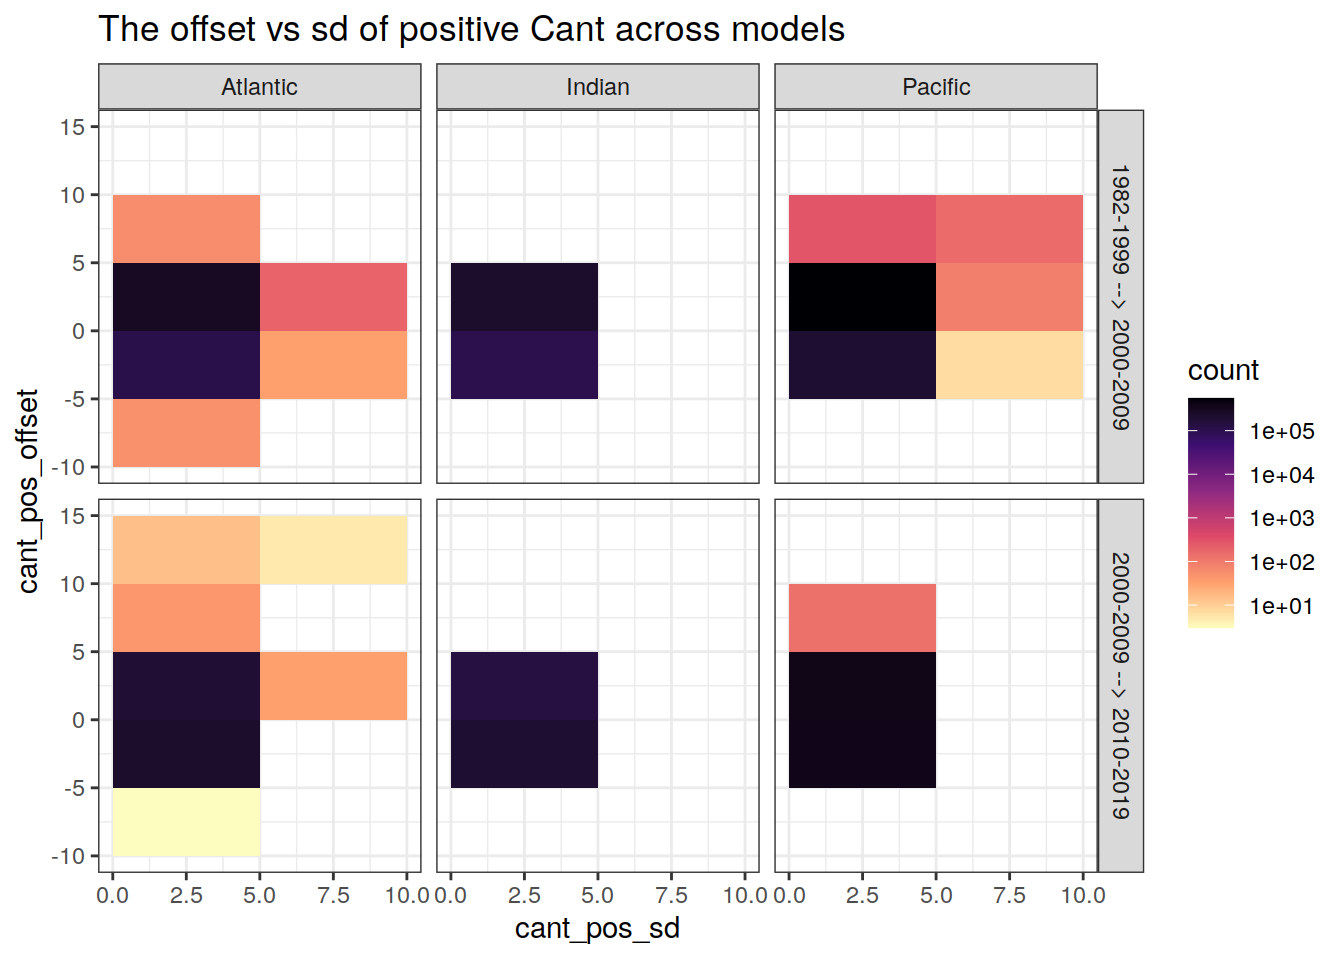 The offset vs sd of positive Cant across models
Atlantic
Indian
Pacific
15
10
5
0
-5
-10
1982-1999 --> 2000-2009
15
10
5
0
-5
-10
2000-2009 --> 2010-2019
0.0 2.5 5.0 7.5 10.0
0.0 2.5 5.0 7.5 10.0
0.0 2.5 5.0 7.5 10.0
cant_pos_sd
cant_pos_offset
count
1e+05
1e+04
1e+03
1e+02
1e+01